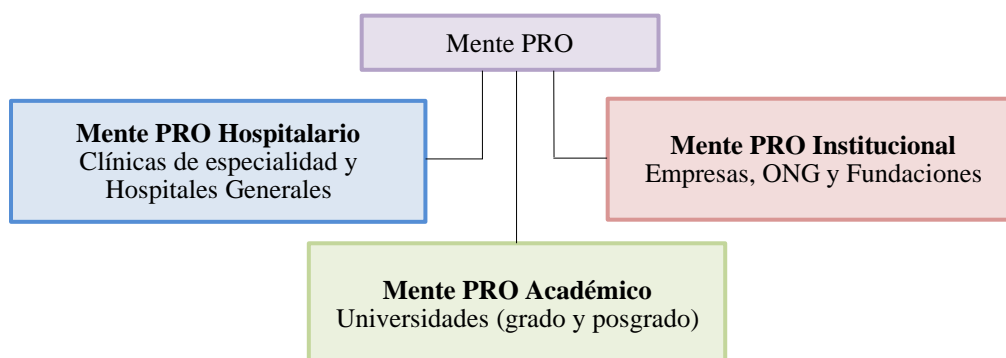 Mente PRO
Mente PRO Hospitalario
Clínicas de especialidad y
Hospitales Generales
Mente PRO Institucional
Empresas, ONG y Fundaciones
Mente PRO Académico
Universidades (grado y posgrado)